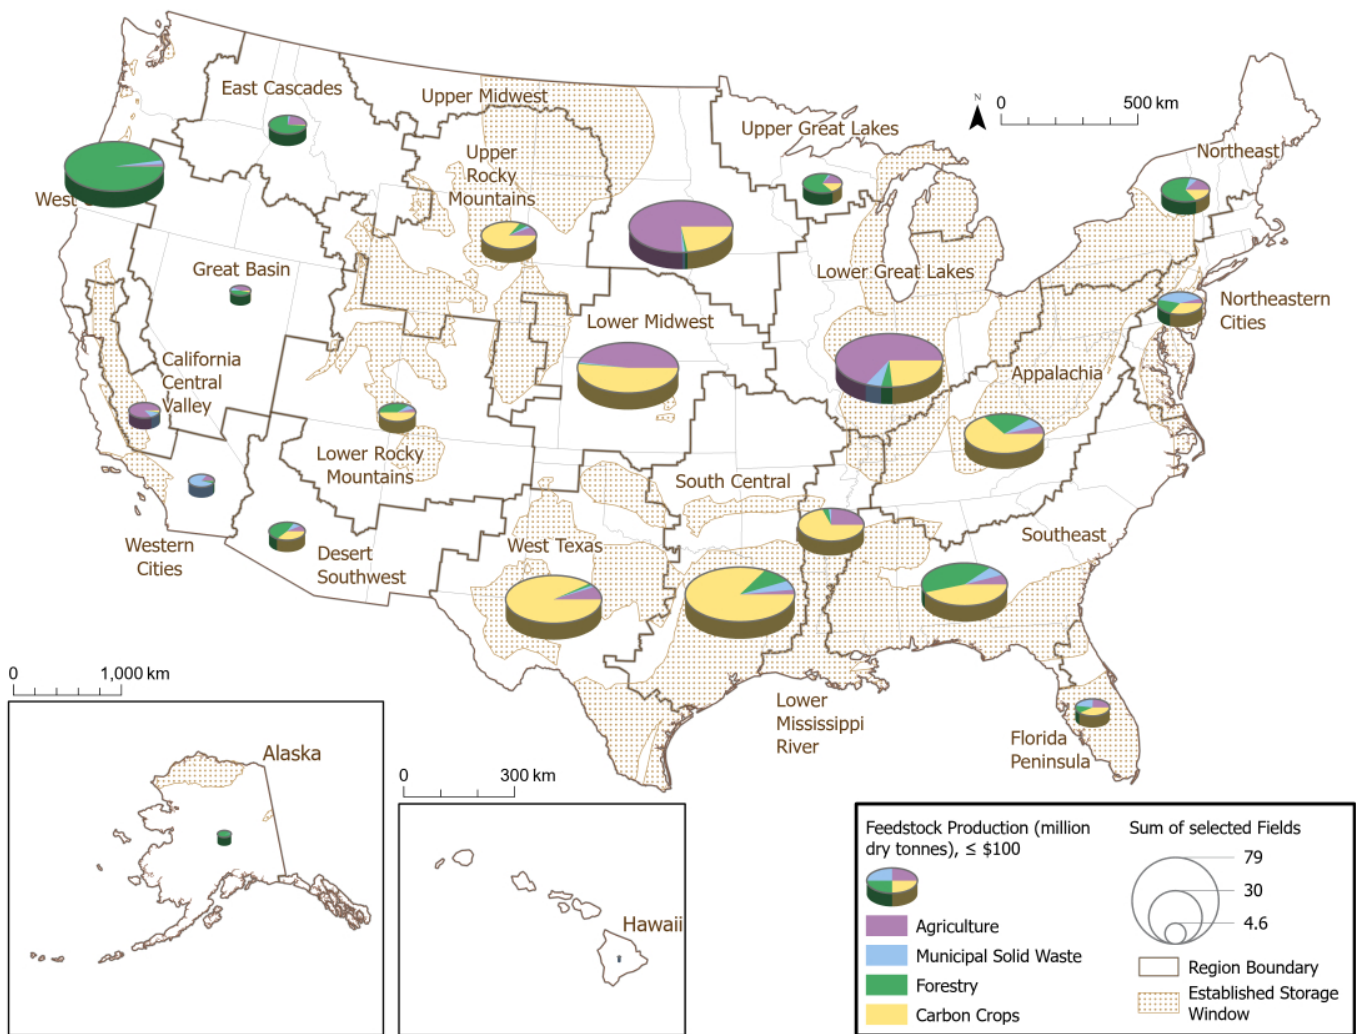 East Cascades
Upper Midwest
Upper Great Lakes
N
0 500 km
Northeast
Upper
Rocky
Mountains
West
Great Basin
Lower Great Lakes
Northeastern
Cities
Lower Midwest
California
Central
Valley
Appalachia
Lower Rocky
Mountains
South Central
Western
Cities
Desert
Southwest
West Texas
Southeast
Lower
Mississippi
River
Florida
Peninsula
0 1,000 km
Alaska
0 300 km
Hawaii
Feedstock Production (million
dry tonnes), ≤ $100
Agriculture
Municipal Solid Waste
Forestry
Carbon Crops
Sum of selected Fields
79
30
4.6
Region Boundary
Established Storage
Window